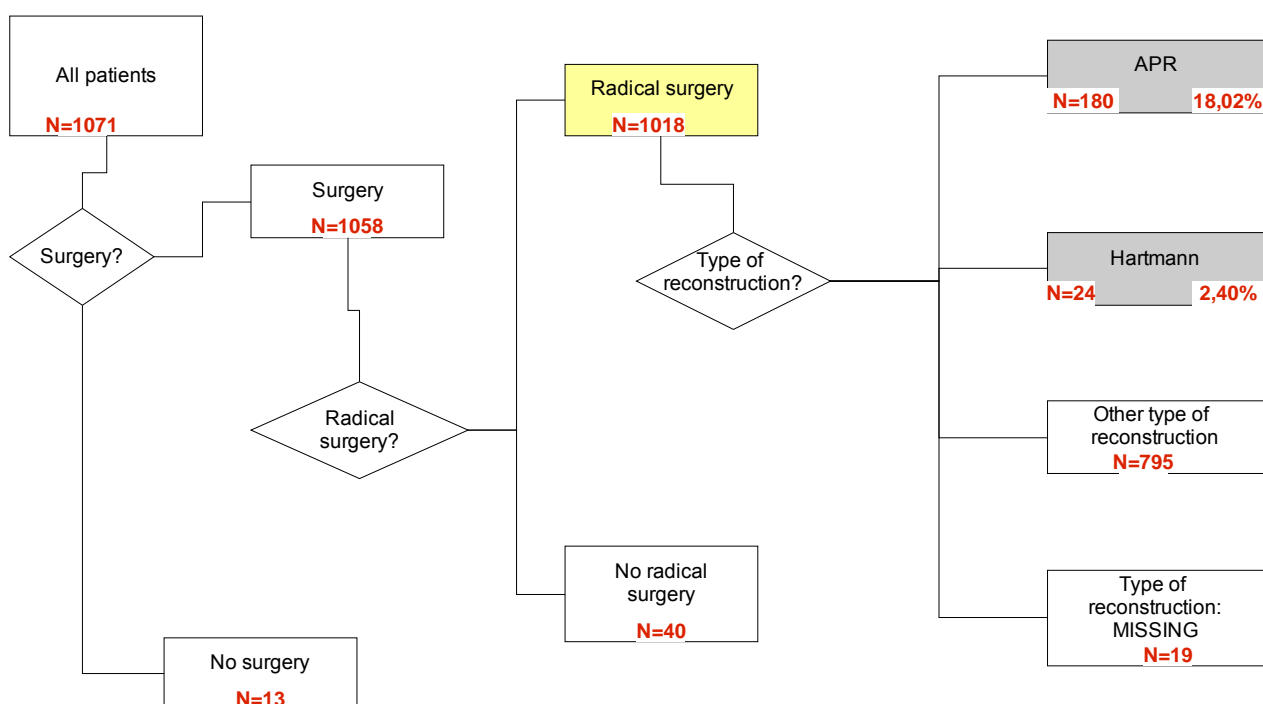 All patients
N=1071
Surgery?
Surgery
N=1058
Radical
surgery?
No surgery
N=13
Radical surgery
N=1018
Type of
reconstruction?
No radical
surgery
N=40
APR
N=180 18,02%
Hartmann
N=24 2,40%
Other type of
reconstruction
N=795
Type of
reconstruction:
MISSING
N=19